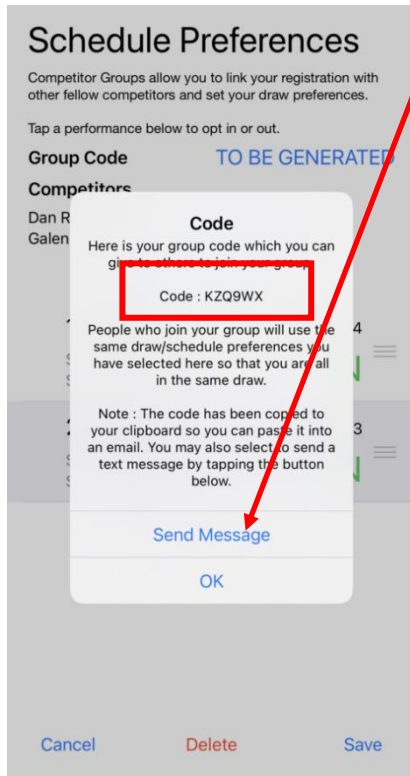 Schedule Preferences
Competitor Groups allow you to link your registration with
other fellow competitors and set your draw preferences.
Tap a performance below to opt in or out.
Group Code TO BE GENERATED
Competitors
Dan R
Galen
Code
Here is your group code which you can
give to others to join your group
Code : KZQ9WX
People who join your group will use the
same draw/schedule preferences you
have selected here so that you are all
in the same draw.
4
Note : The code has been copied to
your clipboard so you can paste it into
an email. You may also select to send a
text message by tapping the button
below.
3
Send Message
OK
Cancel Delete Save